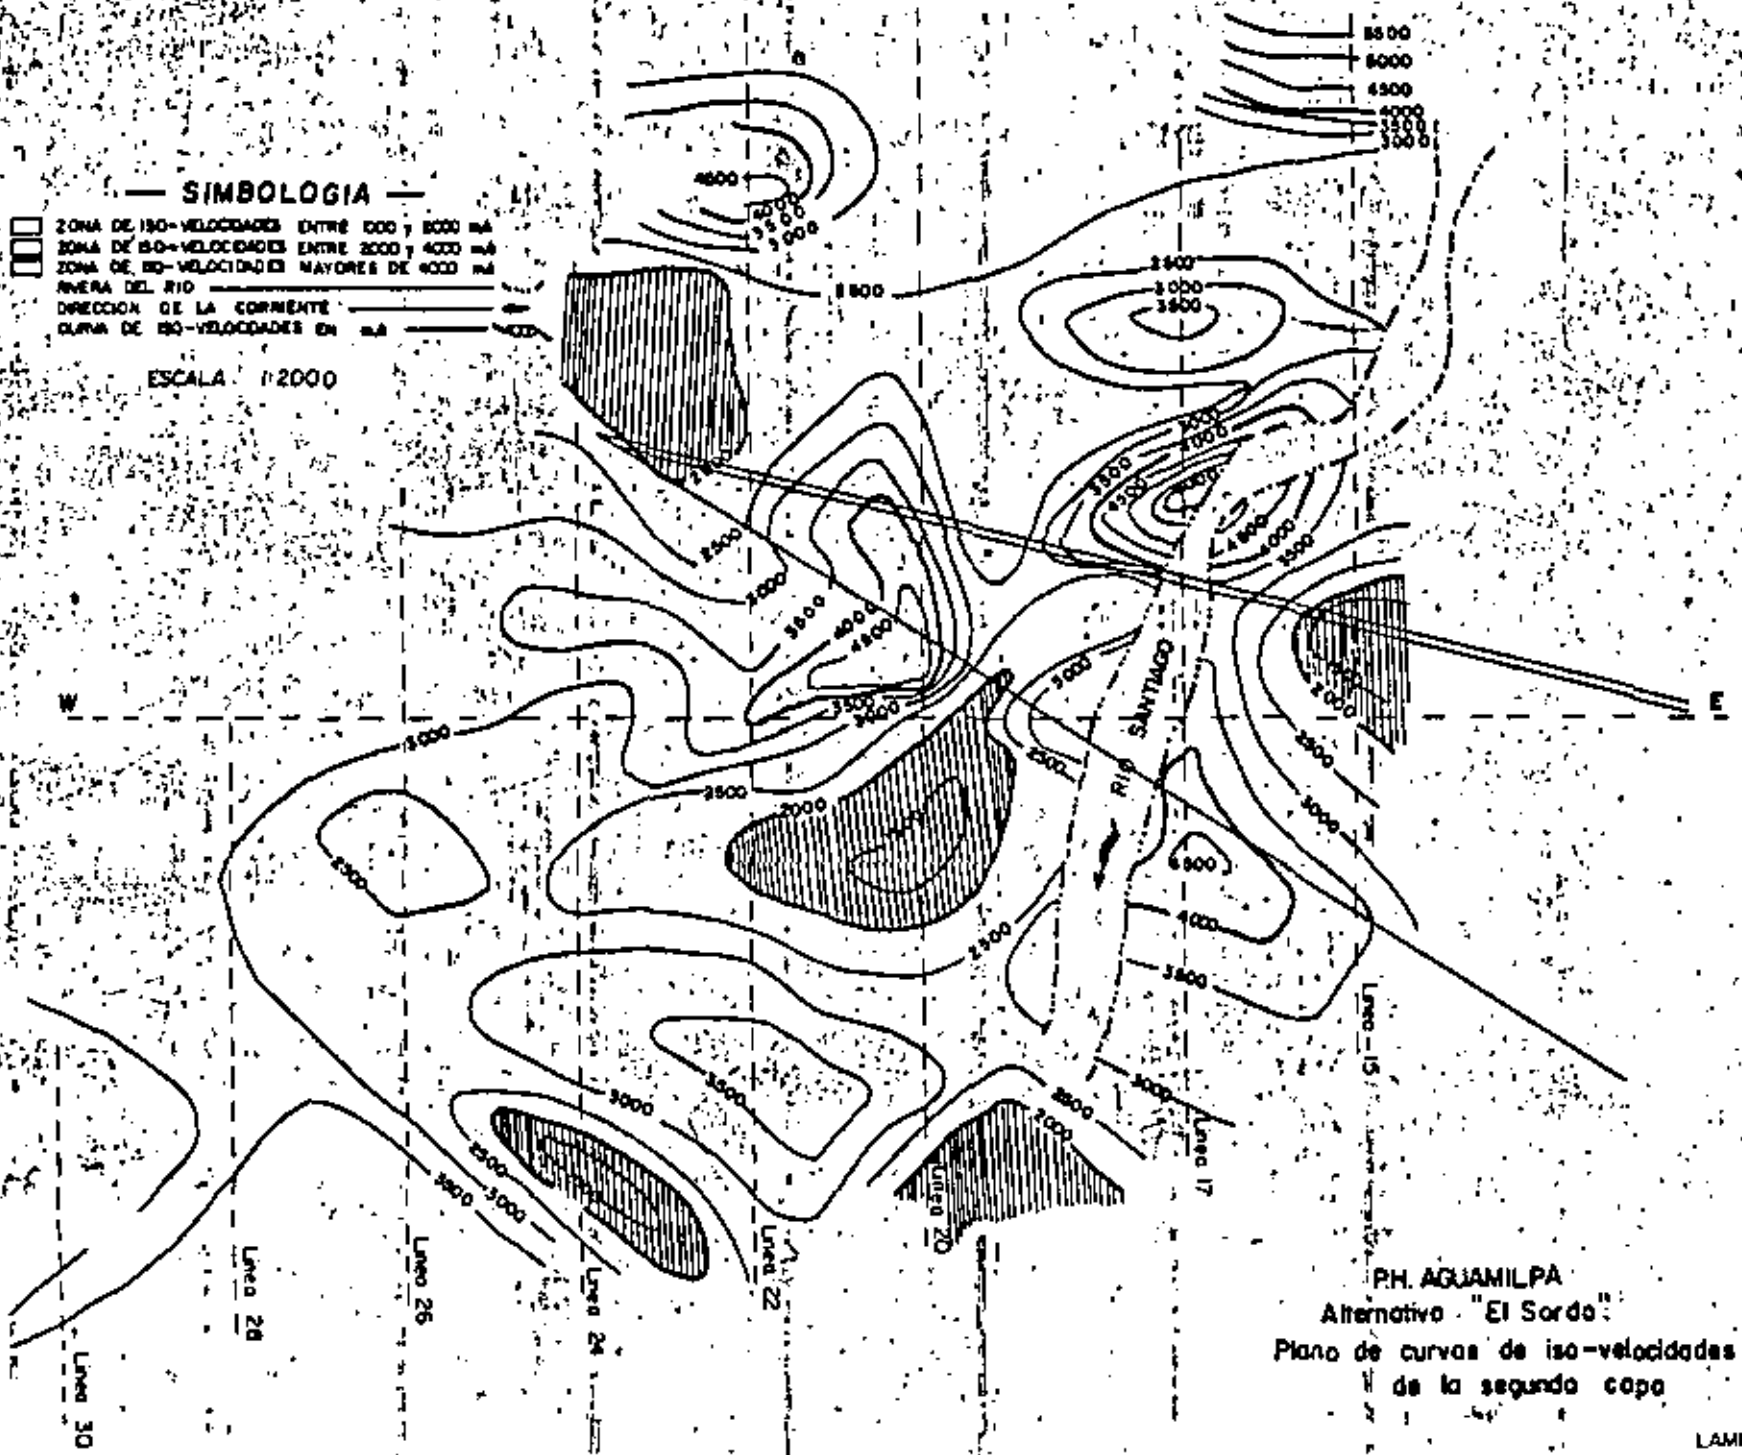 — SIMBOLOGIA —
ZONA DE ISO-VELOCIDADES ENTRE 1000 y 2000 m/s
ZONA DE ISO-VELOCIDADES ENTRE 2000 y 4000 m/s
ZONA DE ISO-VELOCIDADES MAYORES DE 4000 m/s
RIVERA DEL RIO
DIRECCION DE LA CORRIENTE
CURVA DE ISO-VELOCIDADES EN m/s
ESCALA 1:2000
5500
5000
4500
4000
3500
3000
4500
4000
3500
3000
2500
2500
3000
3500
3000
4000
3500
4500
4500
4000
3500
2500
3000
3500
4000
4500
3500
3000
W
E
3000
2500
2000
2500
3000
2500
RIO SANTIAGO
2000
2500
3000
4500
4000
3500
2500
3500
3000
2500
3000
3500
3000
2500
2000
Linea 30
Linea 28
Linea 26
Linea 24
Linea 22
Linea 20
Linea 17
Linea-15
P.H. AGUAMILPA
Alternativa "El Sordo"
Plano de curvas de iso-velocidades
de la segunda capa